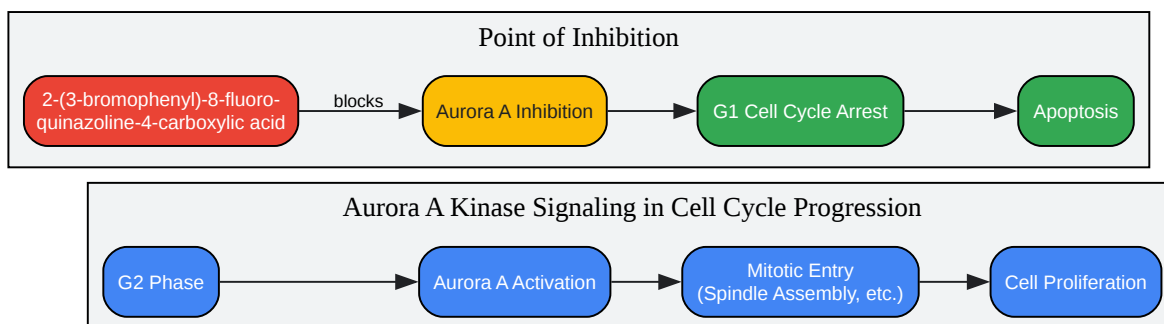 Point of Inhibition
2-(3-bromophenyl)-8-fluoro-
quinazoline-4-carboxylic acid
blocks
Aurora A Inhibition
G1 Cell Cycle Arrest
Apoptosis
Aurora A Kinase Signaling in Cell Cycle Progression
G2 Phase
Aurora A Activation
Mitotic Entry
(Spindle Assembly, etc.)
Cell Proliferation